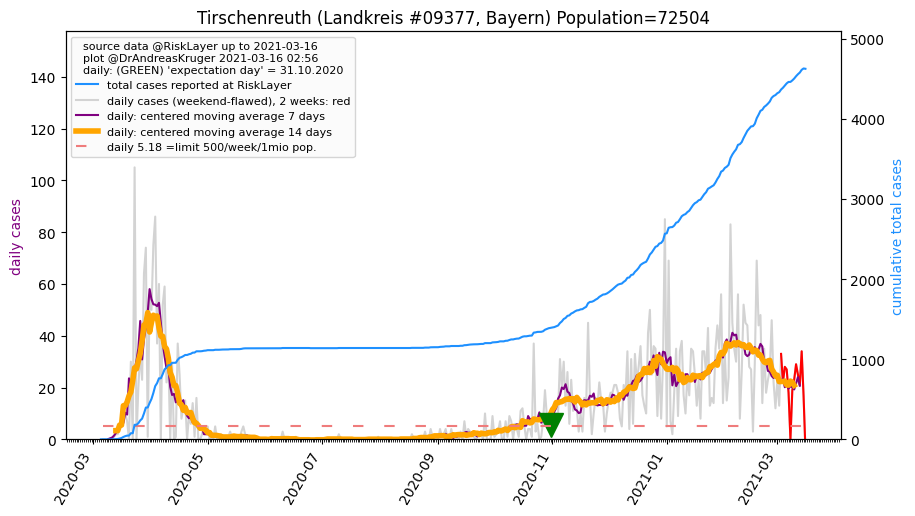 Tirschenreuth (Landkreis #09377, Bayern) Population=72504
source data @RiskLayer up to 2021-03-16
plot @DrAndreasKruger 2021-03-16 02:56
daily: (GREEN) 'expectation day' = 31.10.2020
total cases reported at RiskLayer
daily cases (weekend-flawed), 2 weeks: red
daily: centered moving average 7 days
daily: centered moving average 14 days
daily 5.18 =limit 500/week/1mio pop.
daily cases
140
120
100
80
60
40
20
0
cumulative total cases
5000
4000
3000
2000
1000
0
2020-03
2020-05
2020-07
2020-09
2020-11
2021-01
2021-03